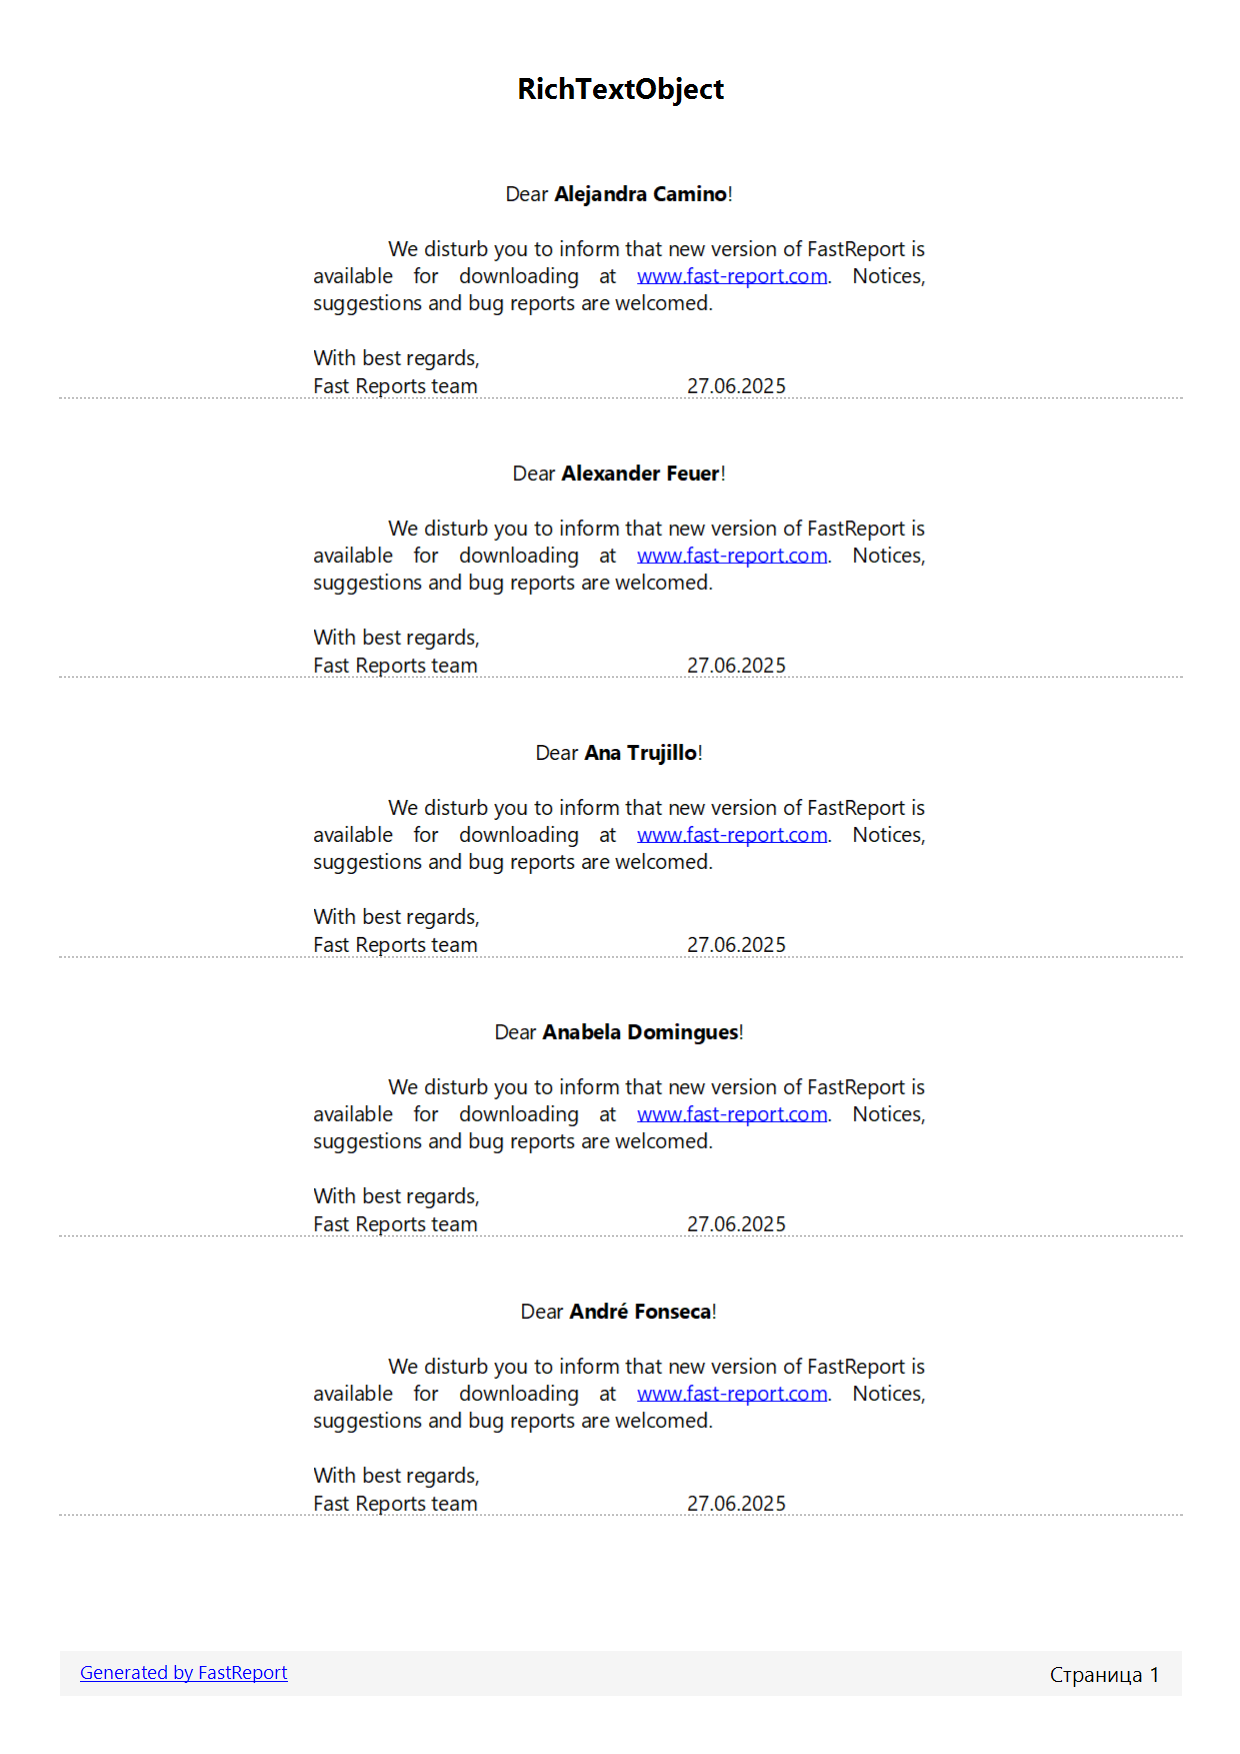 RichTextObject
Dear Alejandra Camino!
We disturb you to inform that new version of FastReport is
available for downloading at www.fast-report.com. Notices,
suggestions and bug reports are welcomed.
With best regards,
Fast Reports team 27.06.2025
Dear Alexander Feuer!
We disturb you to inform that new version of FastReport is
available for downloading at www.fast-report.com. Notices,
suggestions and bug reports are welcomed.
With best regards,
Fast Reports team 27.06.2025
Dear Ana Trujillo!
We disturb you to inform that new version of FastReport is
available for downloading at www.fast-report.com. Notices,
suggestions and bug reports are welcomed.
With best regards,
Fast Reports team 27.06.2025
Dear Anabela Domingues!
We disturb you to inform that new version of FastReport is
available for downloading at www.fast-report.com. Notices,
suggestions and bug reports are welcomed.
With best regards,
Fast Reports team 27.06.2025
Dear André Fonseca!
We disturb you to inform that new version of FastReport is
available for downloading at www.fast-report.com. Notices,
suggestions and bug reports are welcomed.
With best regards,
Fast Reports team 27.06.2025
Generated by FastReport Страница 1